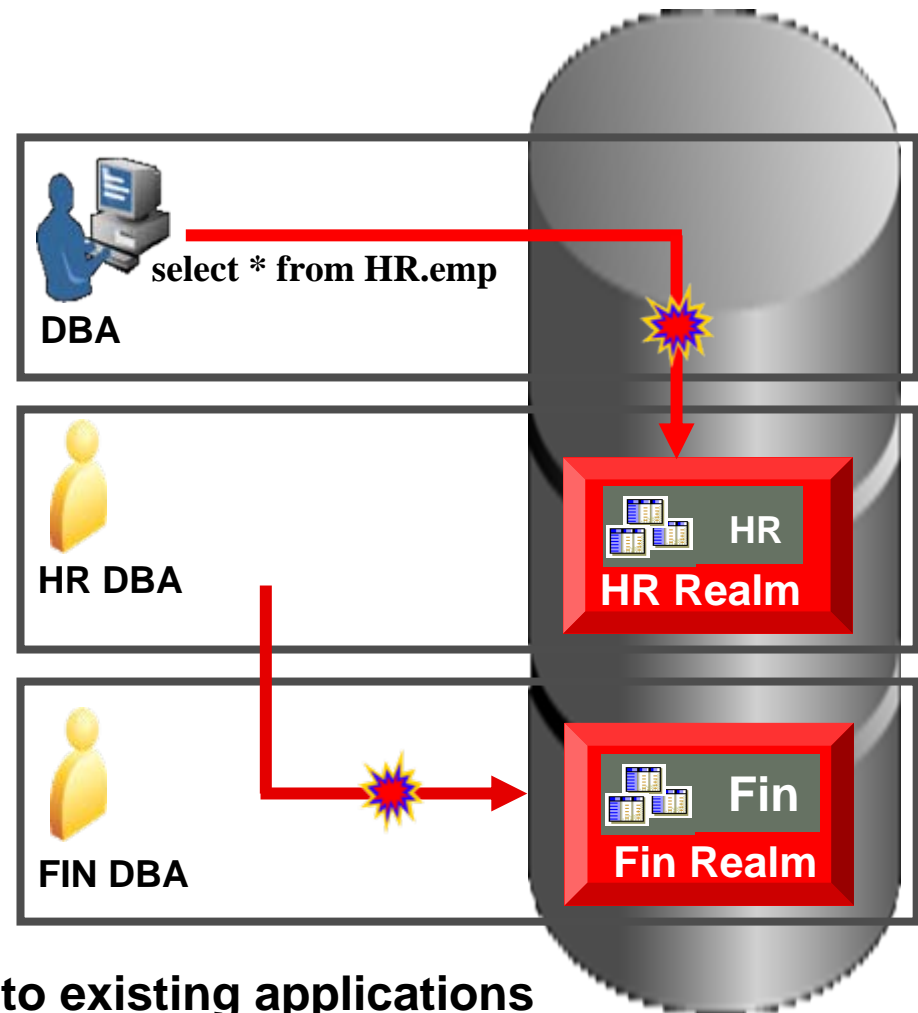 select * from HR.emp
DBA
HR
HR DBA
HR Realm
Fin
FIN DBA
Fin Realm
to existing applications